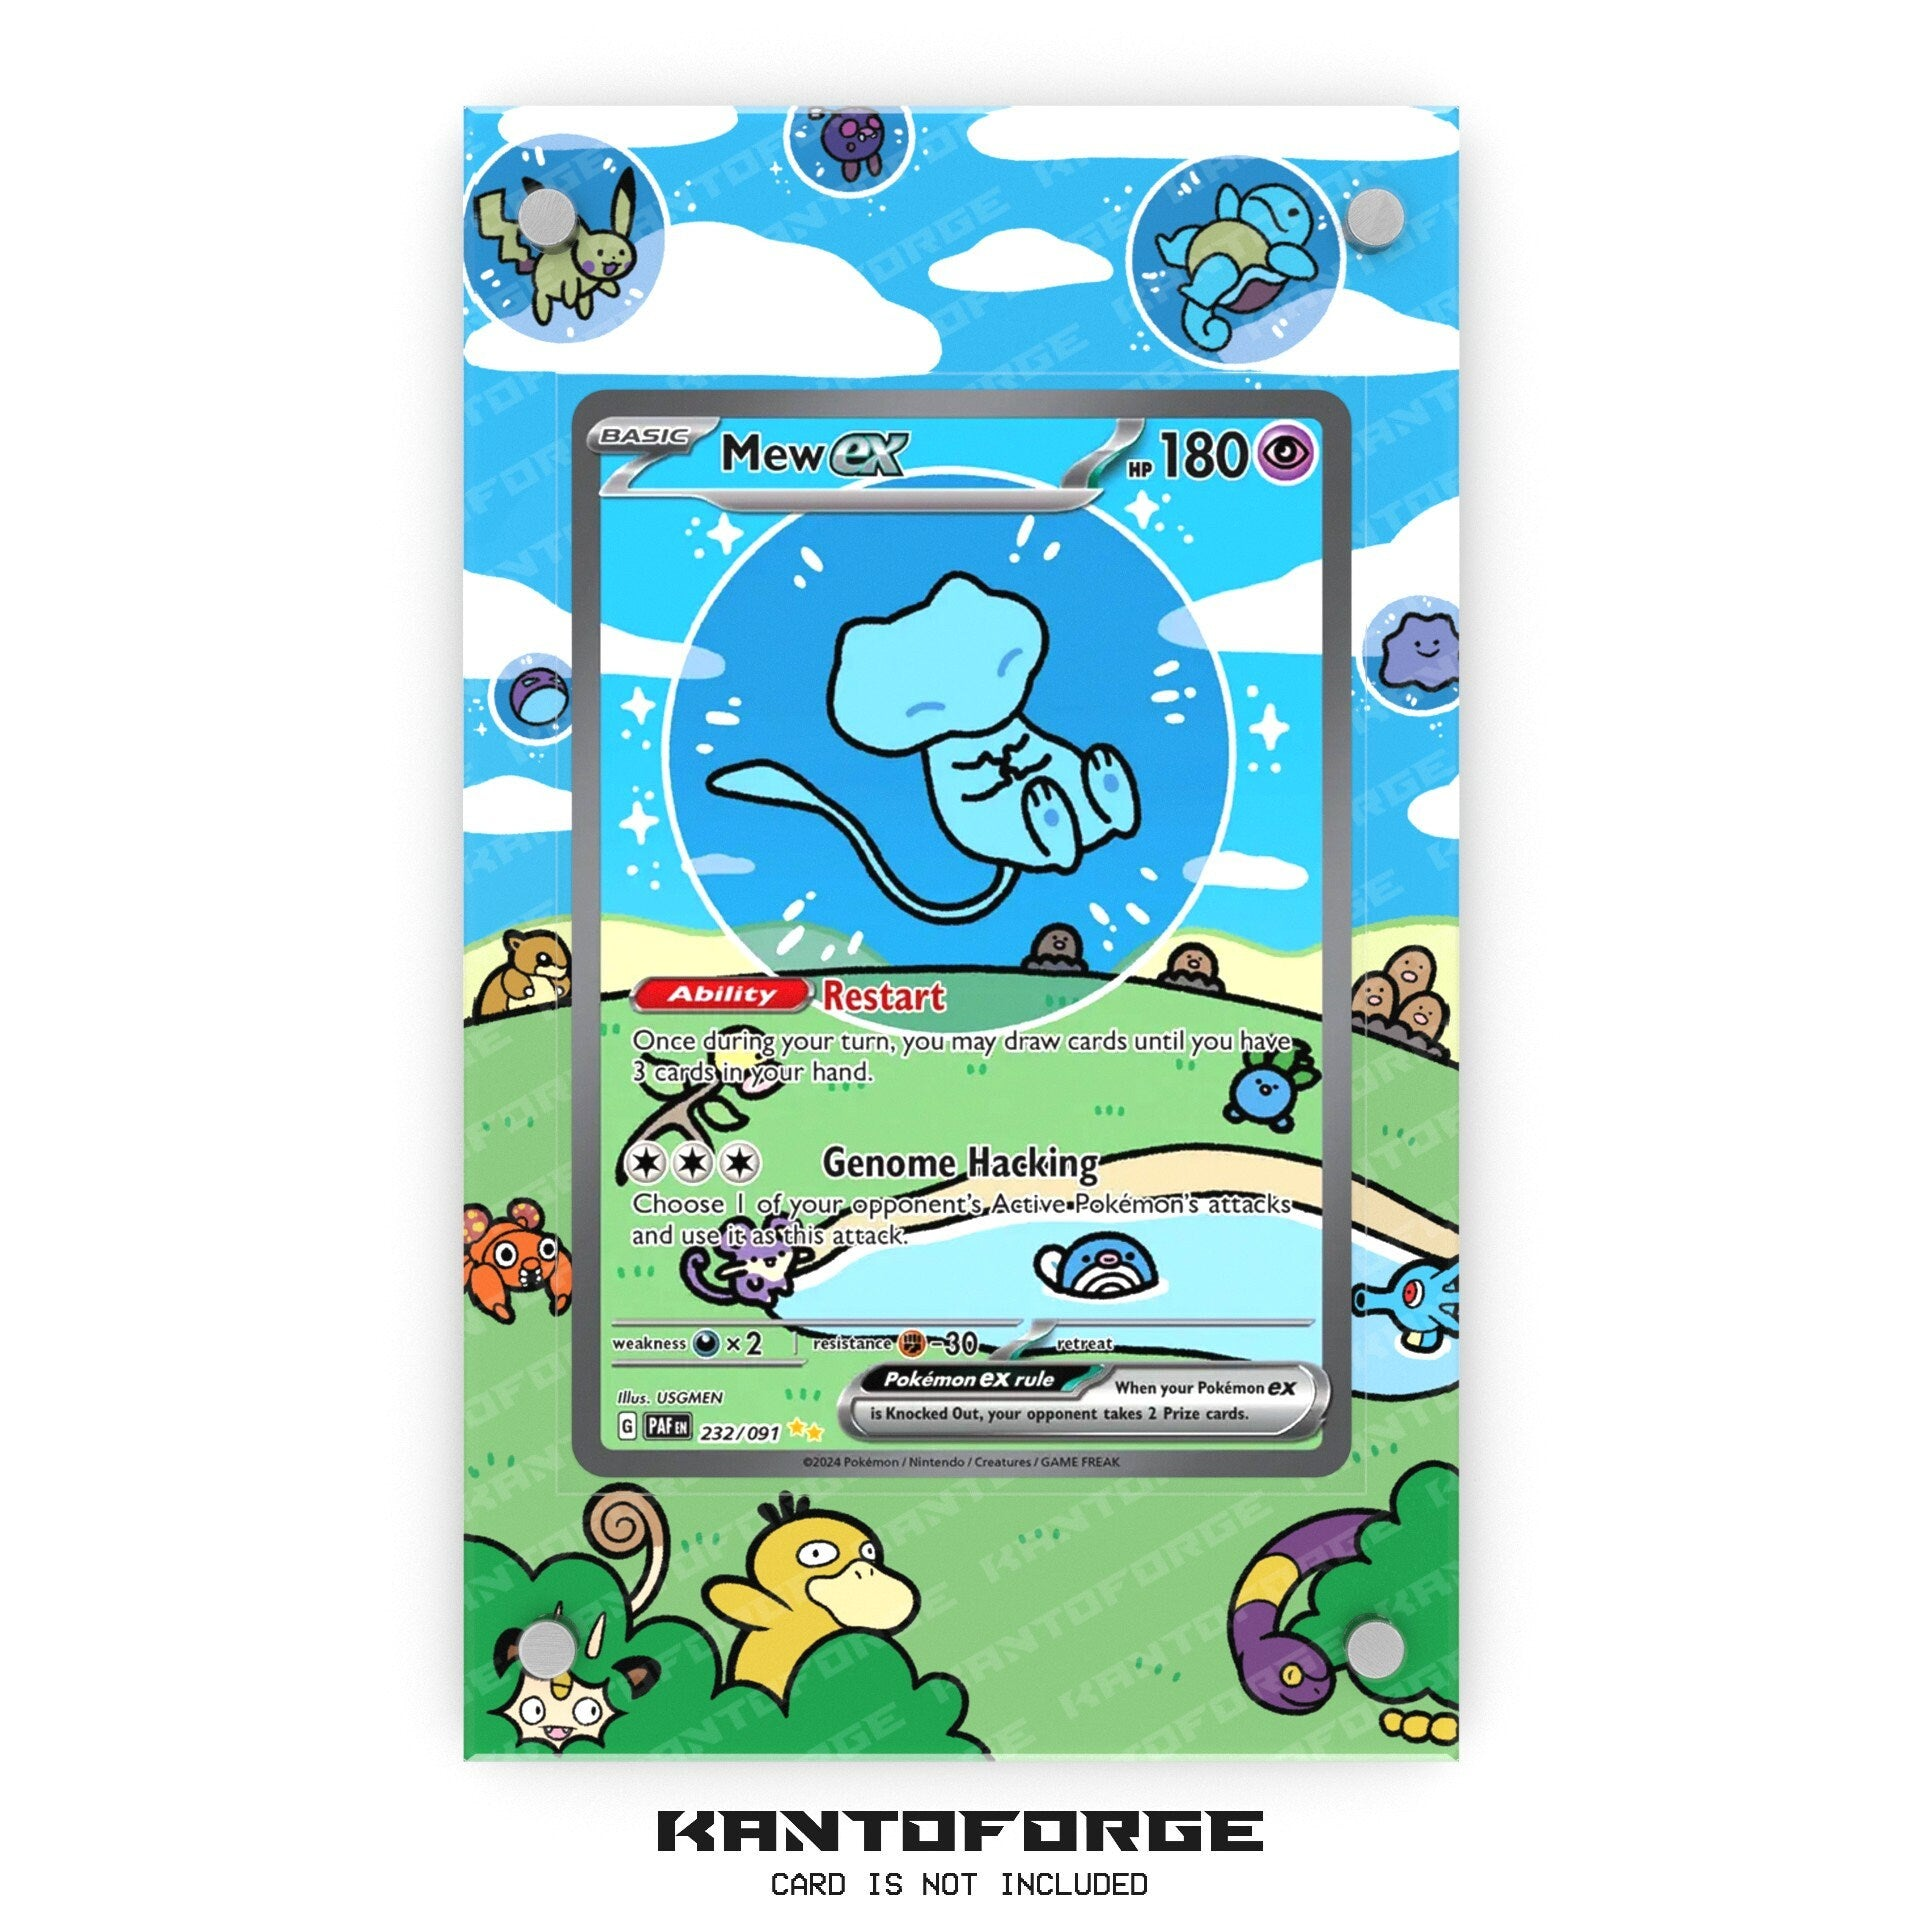 BASIC Mew ex HP 180
Ability Restart
Once during your turn, you may draw cards until you have
3 cards in your hand.
Genome Hacking
Choose 1 of your opponent's Active Pokémon's attacks
and use it as this attack.
weakness ×2 resistance -30 retreat
Pokémon ex rule When your Pokémon ex
is Knocked Out, your opponent takes 2 Prize cards.
Illus. USGMEN
G PAF EN 232/091
©2024 Pokémon / Nintendo / Creatures / GAME FREAK
KANTOFORGE
CARD IS NOT INCLUDED